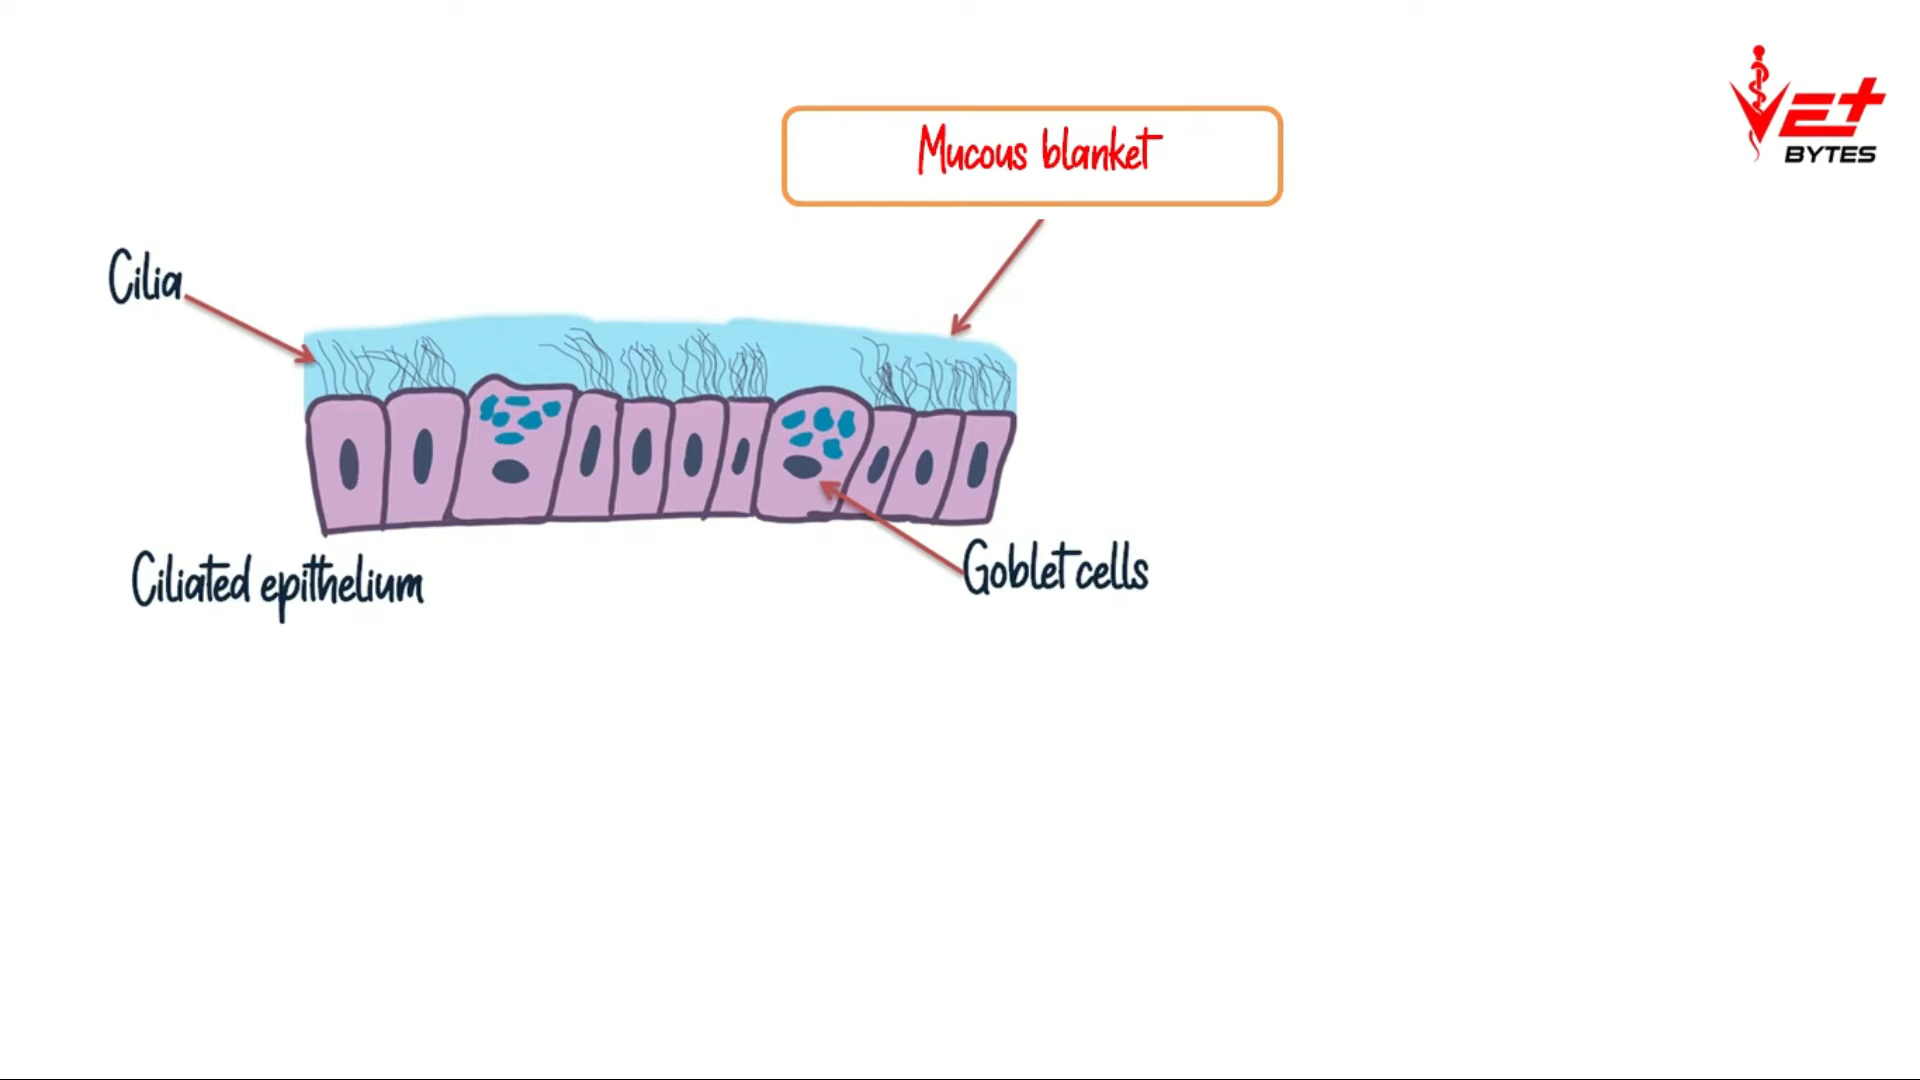 VET
BYTES
Mucous blanket
Cilia
Goblet cells
Ciliated epithelium